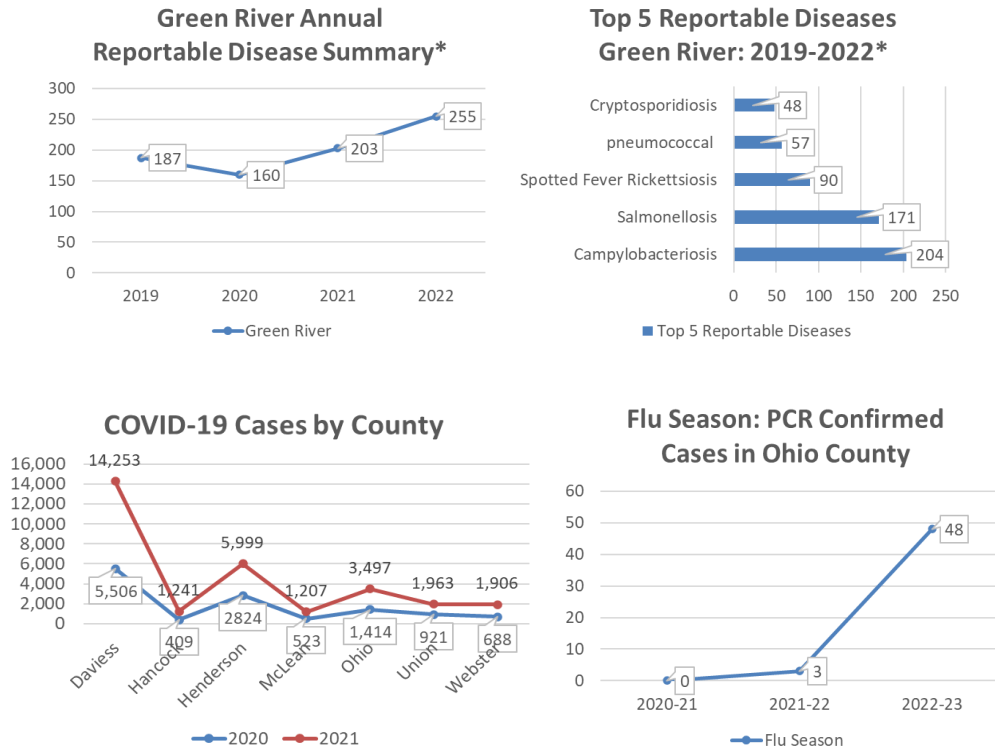 Green River Annual
Reportable Disease Summary*
300
250
200
150
100
50
0
187
160
203
255
2019 2020 2021 2022
Green River
Top 5 Reportable Diseases
Green River: 2019-2022*
Cryptosporidiosis 48
pneumococcal 57
Spotted Fever Rickettsiosis 90
Salmonellosis 171
Campylobacteriosis 204
0 50 100 150 200 250
Top 5 Reportable Diseases
COVID-19 Cases by County
16,000
14,000
12,000
10,000
8,000
6,000
4,000
2,000
0
14,253
1,241
5,999
1,207
3,497
1,963
1,906
5,506
409
2824
523
1,414
921
688
Daviess
Hancock
Henderson
McLean
Ohio
Union
Webster
2020 2021
Flu Season: PCR Confirmed
Cases in Ohio County
60
50
40
30
20
10
0
0
3
48
2020-21 2021-22 2022-23
Flu Season